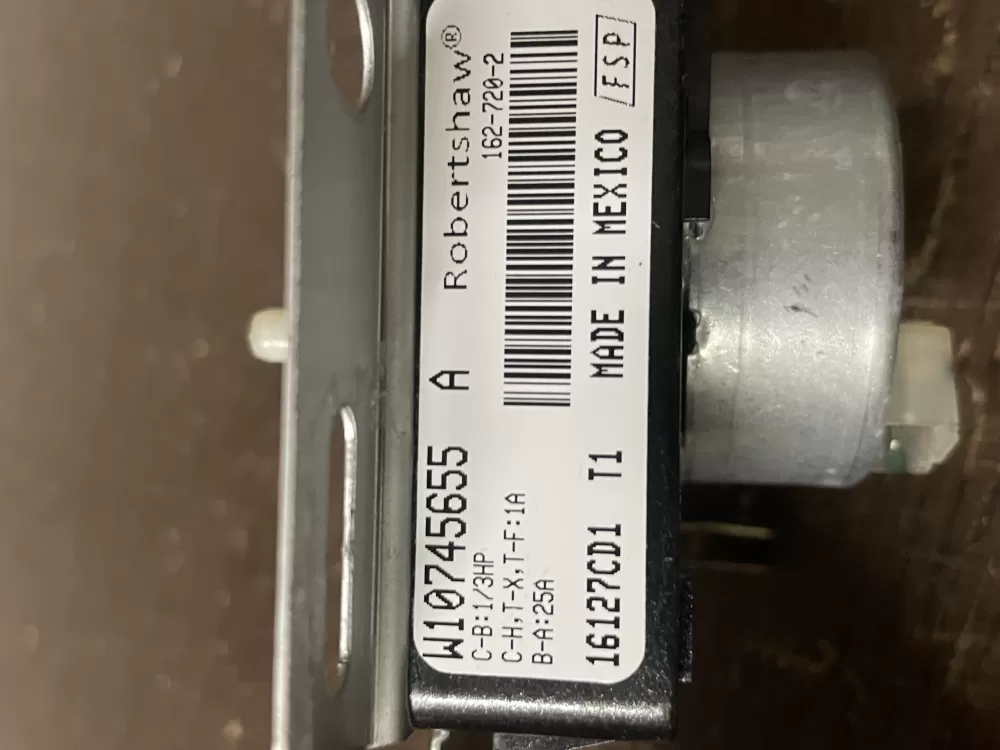 W10745655 A Robertshaw®
C-B:1/3HP 162-720-2
C-H,T-X,T-F:1A
B-A:25A
16127CD1 T1 MADE IN MEXICO FSP